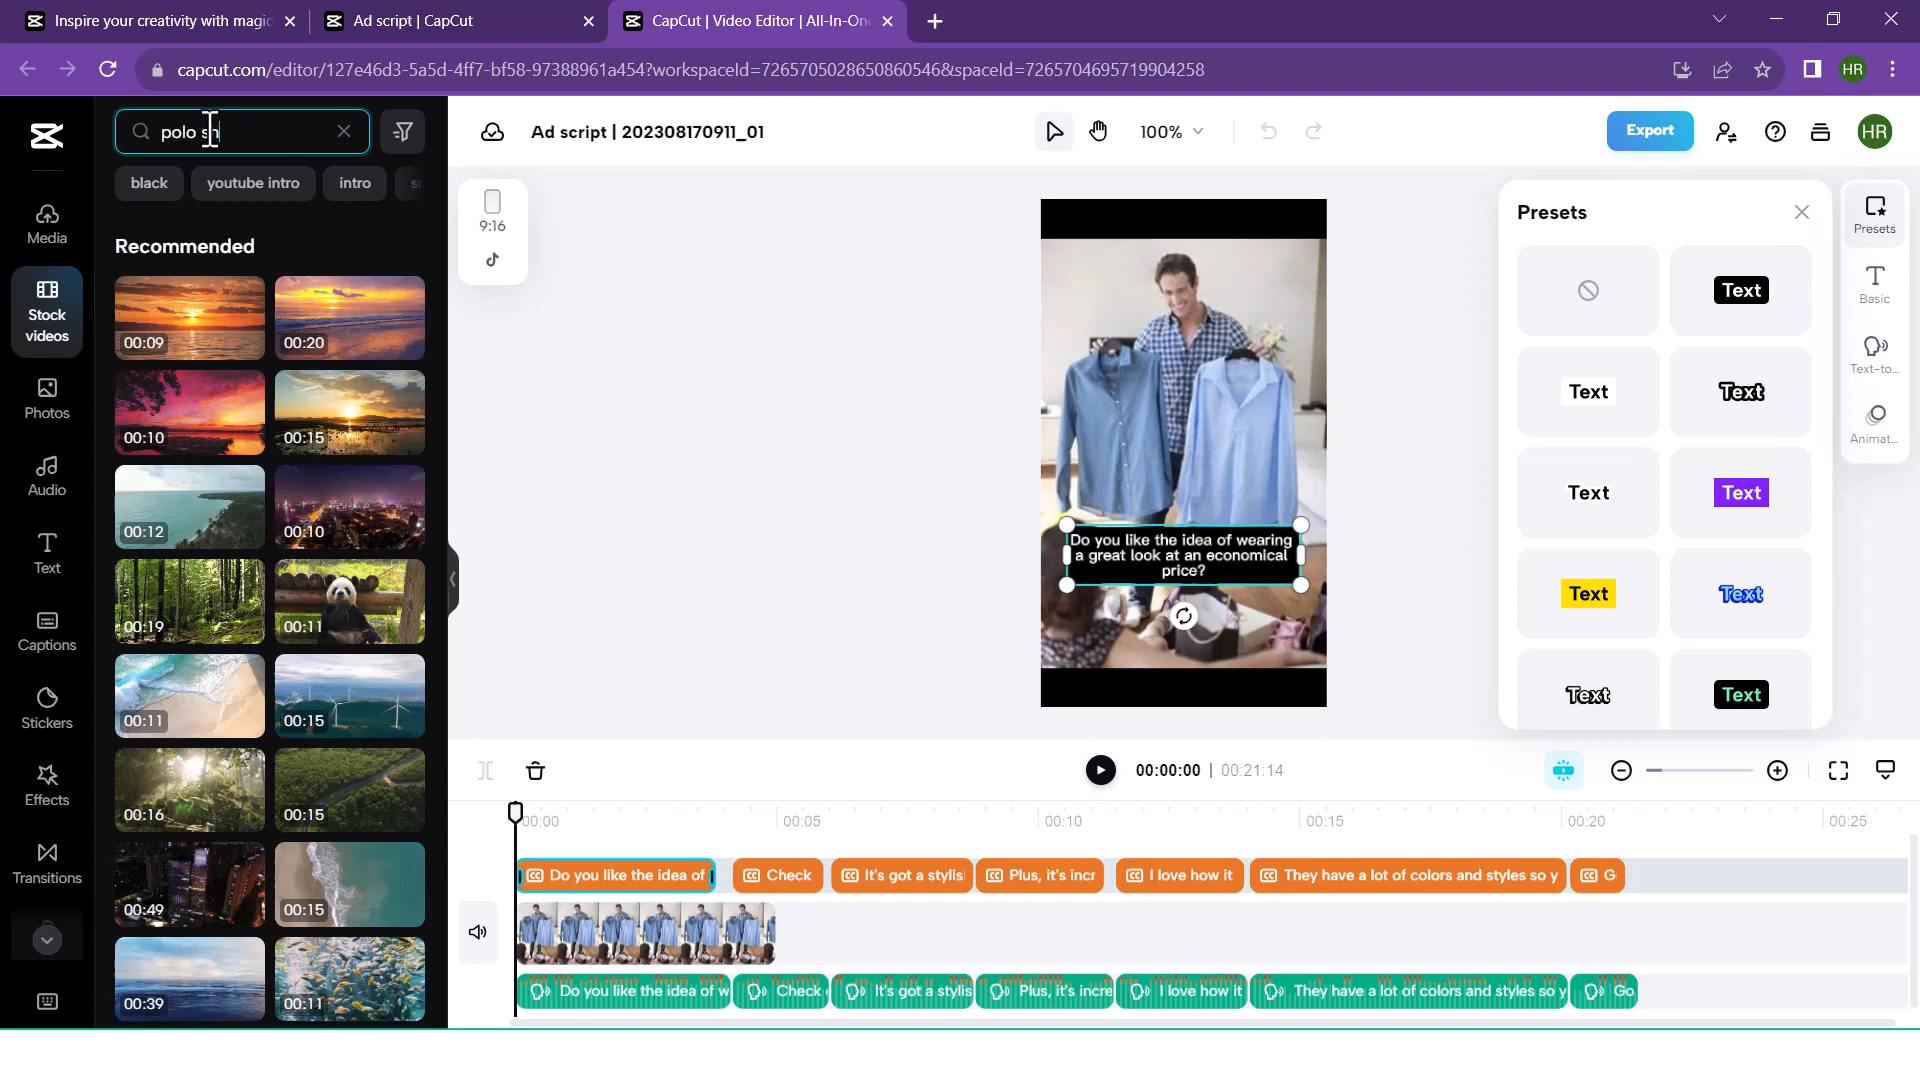 Inspire your creativity with magic
Ad script | CapCut
CapCut | Video Editor | All-In-On
capcut.com/editor/127e46d3-5a5d-4ff7-bf58-97388961a454?workspaceId=7265705028650860546&spaceId=7265704695719904258
HR
polo sh
Ad script | 202308170911_01
100%
Export
HR
black
youtube intro
intro
su
Media
Stock
videos
Photos
Audio
Text
Captions
Stickers
Effects
Transitions
Recommended
00:09
00:20
00:10
00:15
00:12
00:10
00:19
00:11
00:11
00:15
00:16
00:15
00:49
00:15
00:39
00:11
9:16
Do you like the idea of wearing
a great look at an economical
price?
Presets
Text
Text
Text
Text
Text
Text
Text
Text
Text
Presets
Basic
Text-to...
Animat...
00:00:00 | 00:21:14
00:00
00:05
00:10
00:15
00:20
00:25
Do you like the idea of
Check
It's got a stylis
Plus, it's incr
I love how it
They have a lot of colors and styles so y
G
Do you like the idea of w
Check
It's got a stylis
Plus, it's incre
I love how it
They have a lot of colors and styles so y
Go